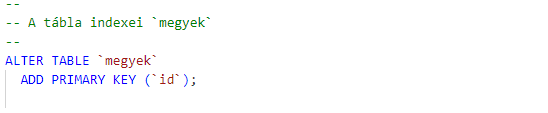 --
-- A tábla indexei `megyek`
--
ALTER TABLE `megyek`
ADD PRIMARY KEY (`id`);